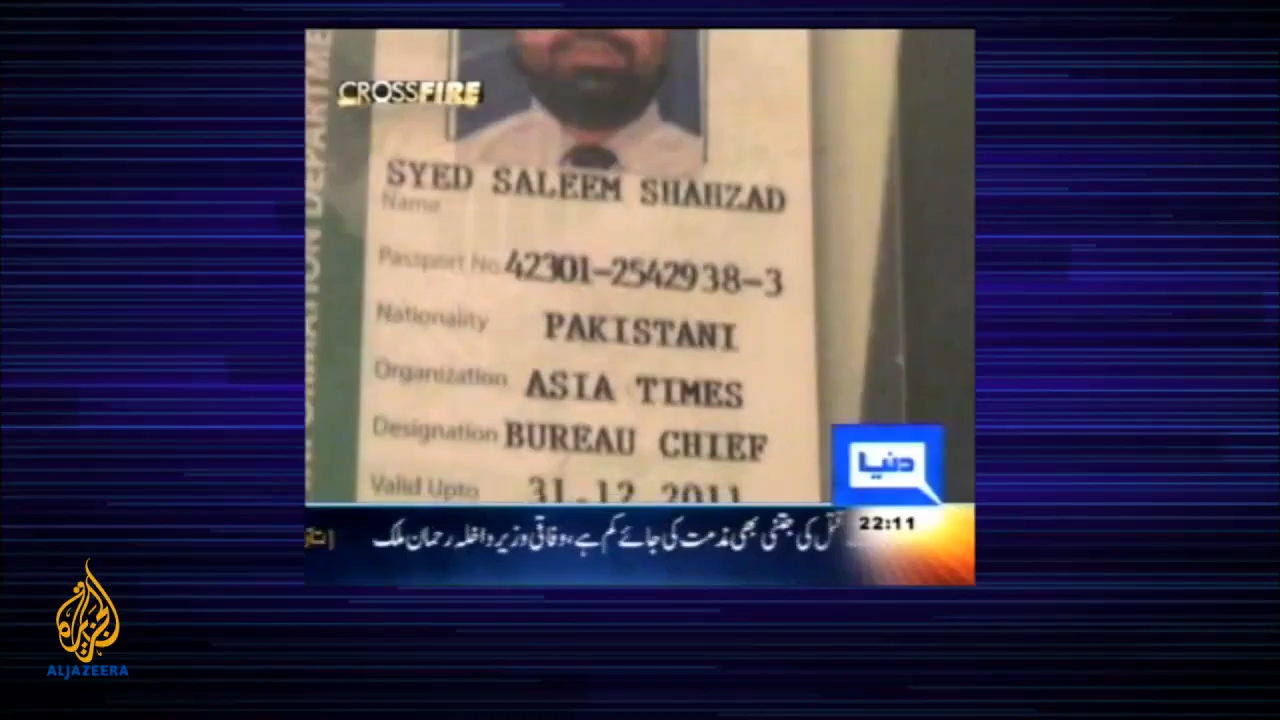 CROSSFIRE
SYED SALEEM SHAHZAD
Name
Passport No. 42301-2542938-3
Nationality PAKISTANI
Organization ASIA TIMES
Designation BUREAU CHIEF
Valid Upto 31.12.2011
دنیا
22:11
قتل کی جتنی بھی مذمت کی جائے کم ہے،وفاقی وزیرداخلہ رحمان ملک
الجزيرة
ALJAZEERA